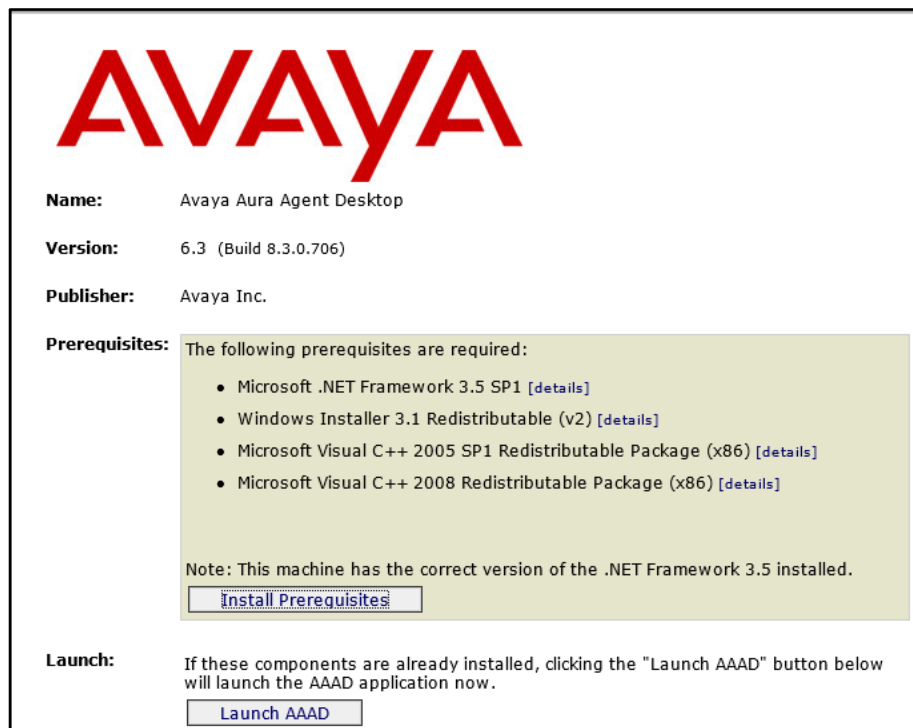 AVAYA
Name: Avaya Aura Agent Desktop
Version: 6.3 (Build 8.3.0.706)
Publisher: Avaya Inc.
Prerequisites: The following prerequisites are required:
• Microsoft .NET Framework 3.5 SP1 [details]
• Windows Installer 3.1 Redistributable (v2) [details]
• Microsoft Visual C++ 2005 SP1 Redistributable Package (x86) [details]
• Microsoft Visual C++ 2008 Redistributable Package (x86) [details]
Note: This machine has the correct version of the .NET Framework 3.5 installed.
Install Prerequisites
Launch: If these components are already installed, clicking the "Launch AAAD" button below
will launch the AAAD application now.
Launch AAAD